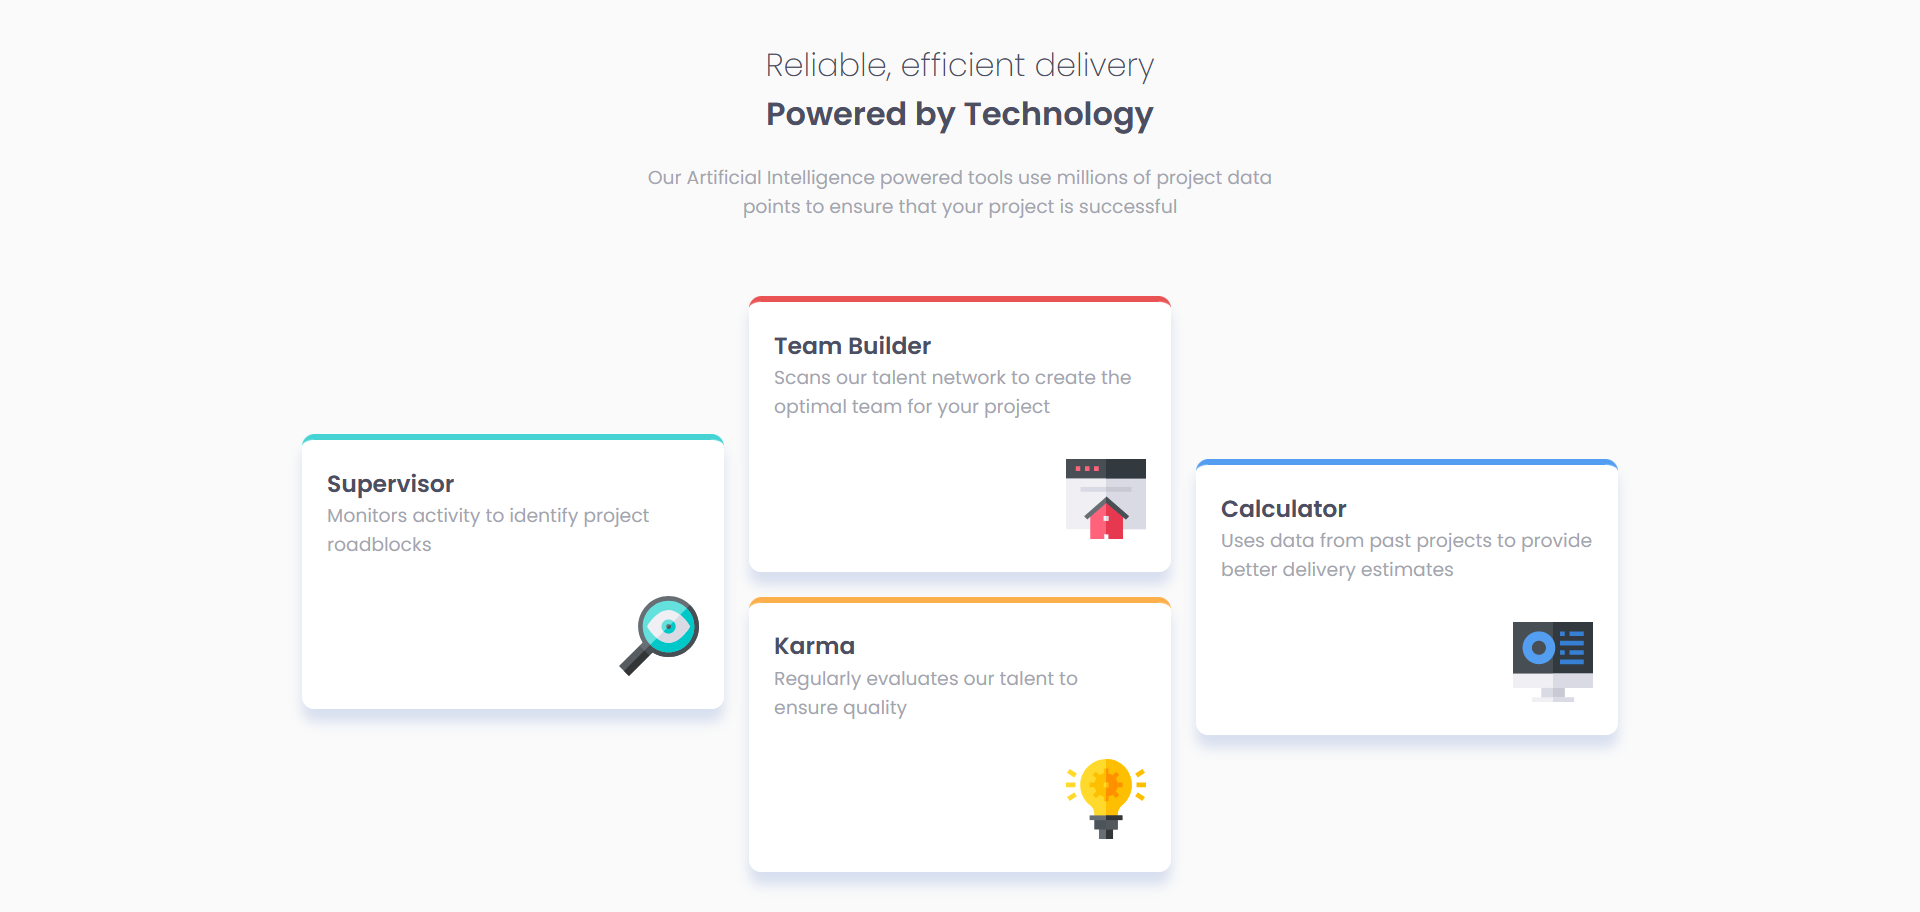 Reliable, efficient delivery
Powered by Technology
Our Artificial Intelligence powered tools use millions of project data
points to ensure that your project is successful
Supervisor
Monitors activity to identify project
roadblocks
Team Builder
Scans our talent network to create the
optimal team for your project
Karma
Regularly evaluates our talent to
ensure quality
Calculator
Uses data from past projects to provide
better delivery estimates